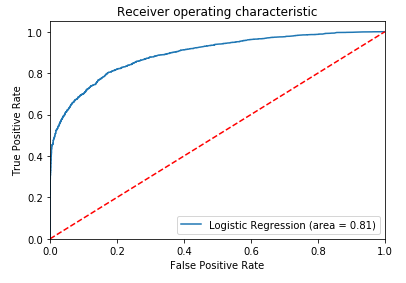 Receiver operating characteristic
1.0
0.8
0.6
0.4
0.2
0.0
True Positive Rate
Logistic Regression (area = 0.81)
0.0 0.2 0.4 0.6 0.8 1.0
False Positive Rate